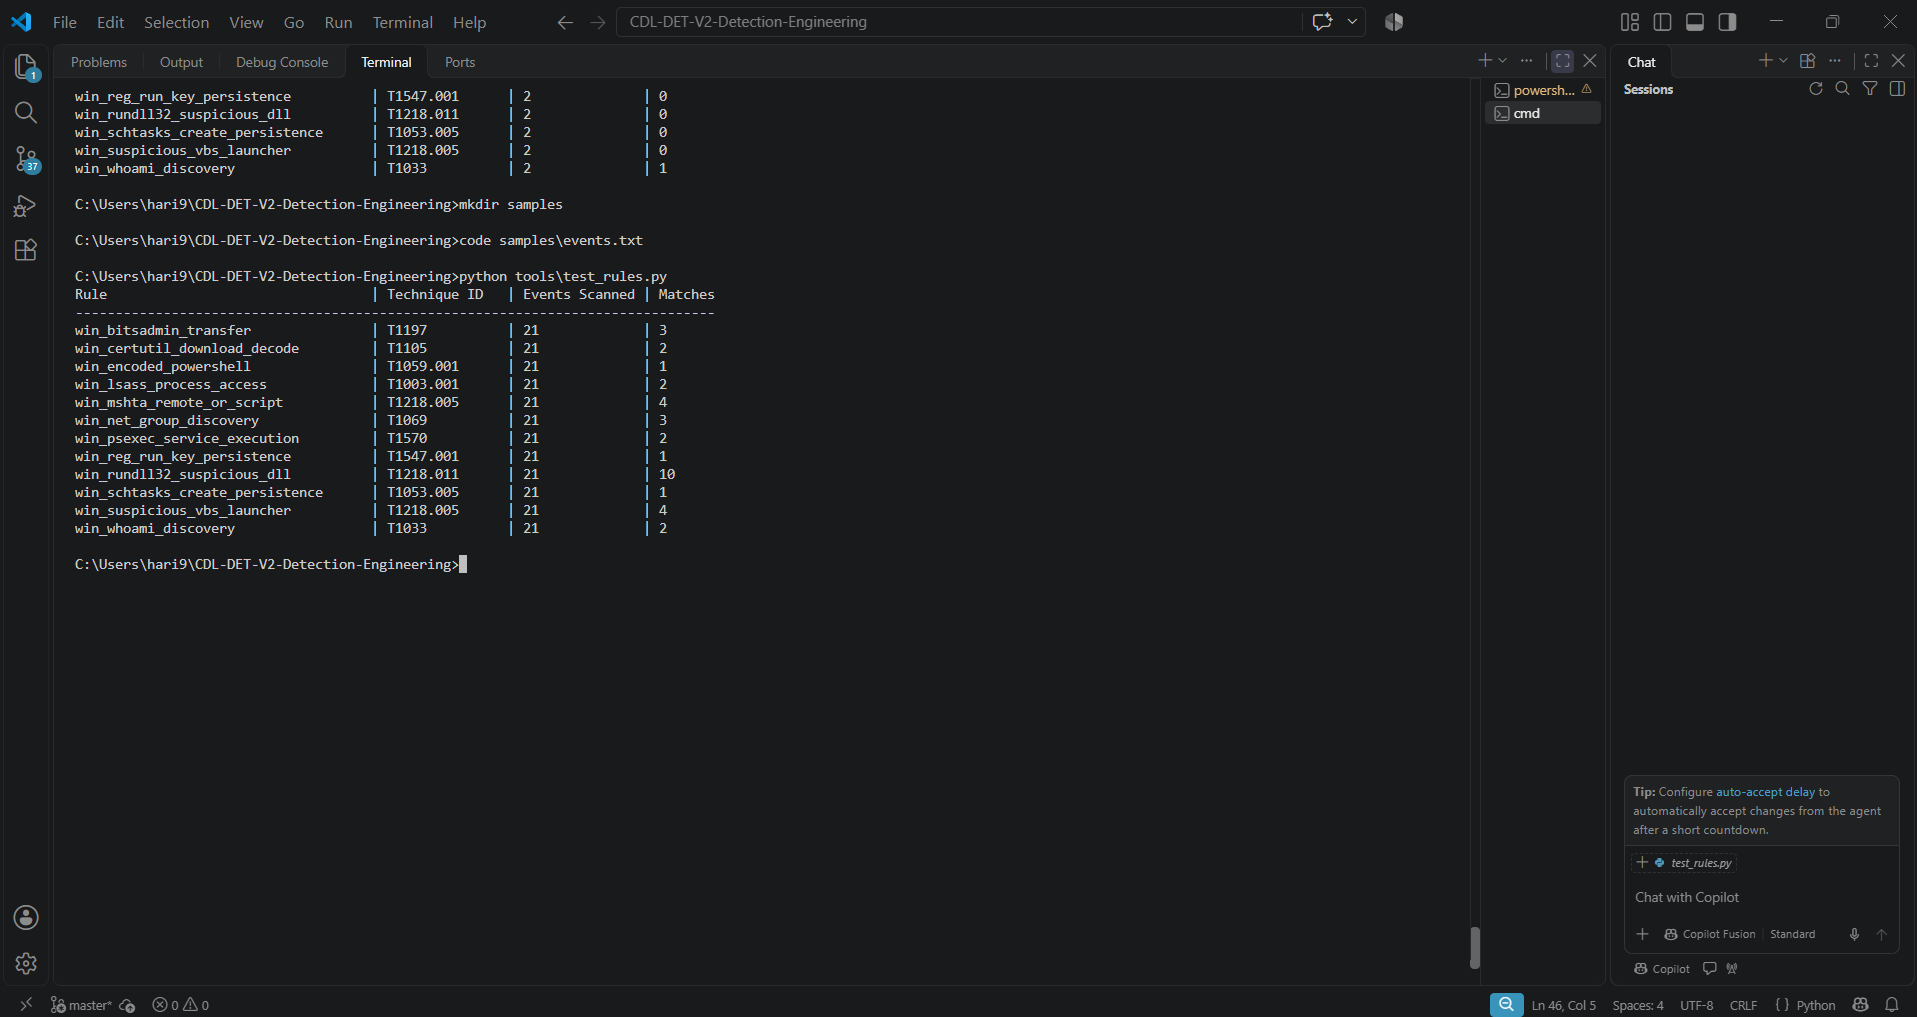 File Edit Selection View Go Run Terminal Help
CDL-DET-V2-Detection-Engineering
Problems Output Debug Console Terminal Ports
Chat
powersh...
cmd
Sessions
1
37
win_reg_run_key_persistence | T1547.001 | 2 | 0
win_rundll32_suspicious_dll | T1218.011 | 2 | 0
win_schtasks_create_persistence | T1053.005 | 2 | 0
win_suspicious_vbs_launcher | T1218.005 | 2 | 0
win_whoami_discovery | T1033 | 2 | 1
C:\Users\hari9\CDL-DET-V2-Detection-Engineering>mkdir samples
C:\Users\hari9\CDL-DET-V2-Detection-Engineering>code samples\events.txt
C:\Users\hari9\CDL-DET-V2-Detection-Engineering>python tools\test_rules.py
Rule | Technique ID | Events Scanned | Matches
--------------------------------------------------------------------------------
win_bitsadmin_transfer | T1197 | 21 | 3
win_certutil_download_decode | T1105 | 21 | 2
win_encoded_powershell | T1059.001 | 21 | 1
win_lsass_process_access | T1003.001 | 21 | 2
win_mshta_remote_or_script | T1218.005 | 21 | 4
win_net_group_discovery | T1069 | 21 | 3
win_psexec_service_execution | T1570 | 21 | 2
win_reg_run_key_persistence | T1547.001 | 21 | 1
win_rundll32_suspicious_dll | T1218.011 | 21 | 10
win_schtasks_create_persistence | T1053.005 | 21 | 1
win_suspicious_vbs_launcher | T1218.005 | 21 | 4
win_whoami_discovery | T1033 | 21 | 2
C:\Users\hari9\CDL-DET-V2-Detection-Engineering>
Tip: Configure auto-accept delay to
automatically accept changes from the agent
after a short countdown.
test_rules.py
Chat with Copilot
Copilot Fusion Standard
Copilot
master* 0 0
Ln 46, Col 5 Spaces: 4 UTF-8 CRLF { } Python